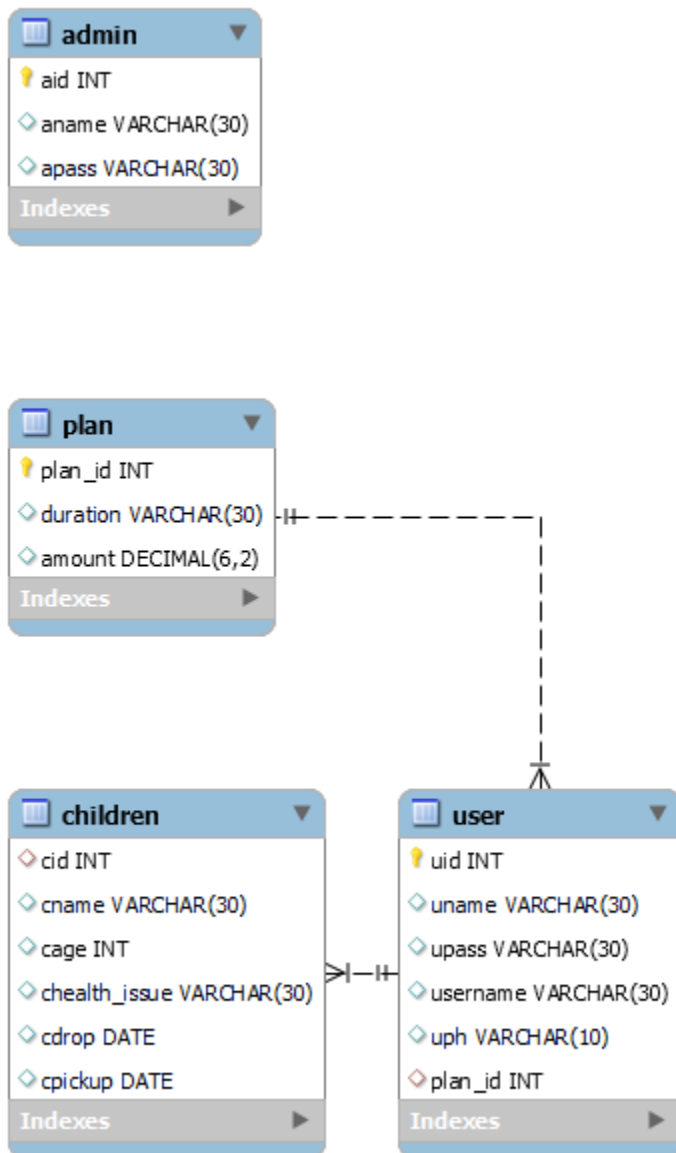 admin
aid INT
aname VARCHAR(30)
apass VARCHAR(30)
Indexes
plan
plan_id INT
duration VARCHAR(30)
amount DECIMAL(6,2)
Indexes
children
cid INT
cname VARCHAR(30)
cage INT
chealth_issue VARCHAR(30)
cdrop DATE
cpickup DATE
Indexes
user
uid INT
uname VARCHAR(30)
upass VARCHAR(30)
username VARCHAR(30)
uph VARCHAR(10)
plan_id INT
Indexes